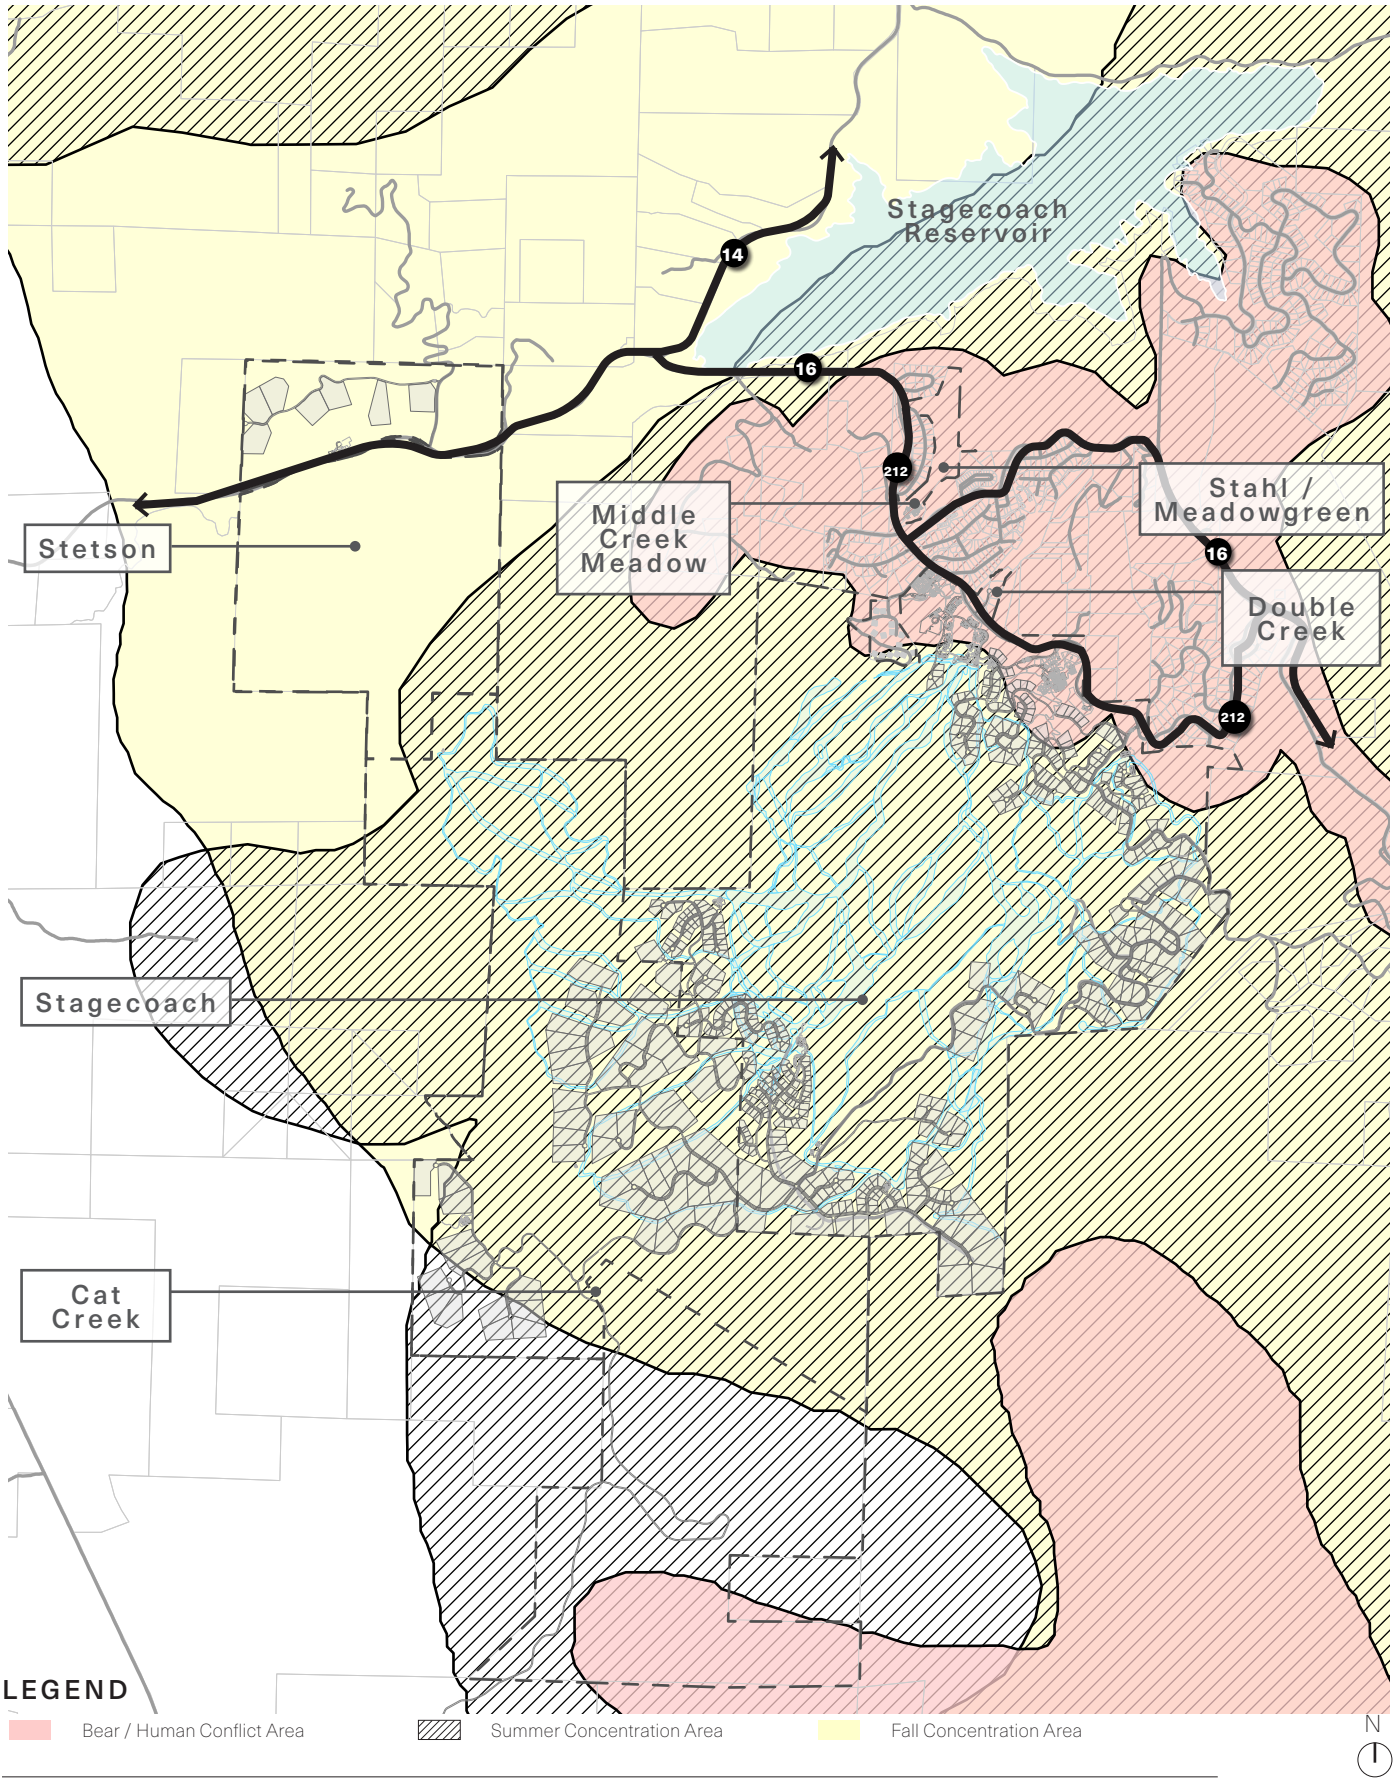 Stagecoach
Reservoir
14
16
212
Stahl /
Meadowgreen
Middle
Creek
Meadow
Stetson
16
Double
Creek
212
Stagecoach
Cat
Creek
LEGEND
Bear / Human Conflict Area
Summer Concentration Area
Fall Concentration Area
N